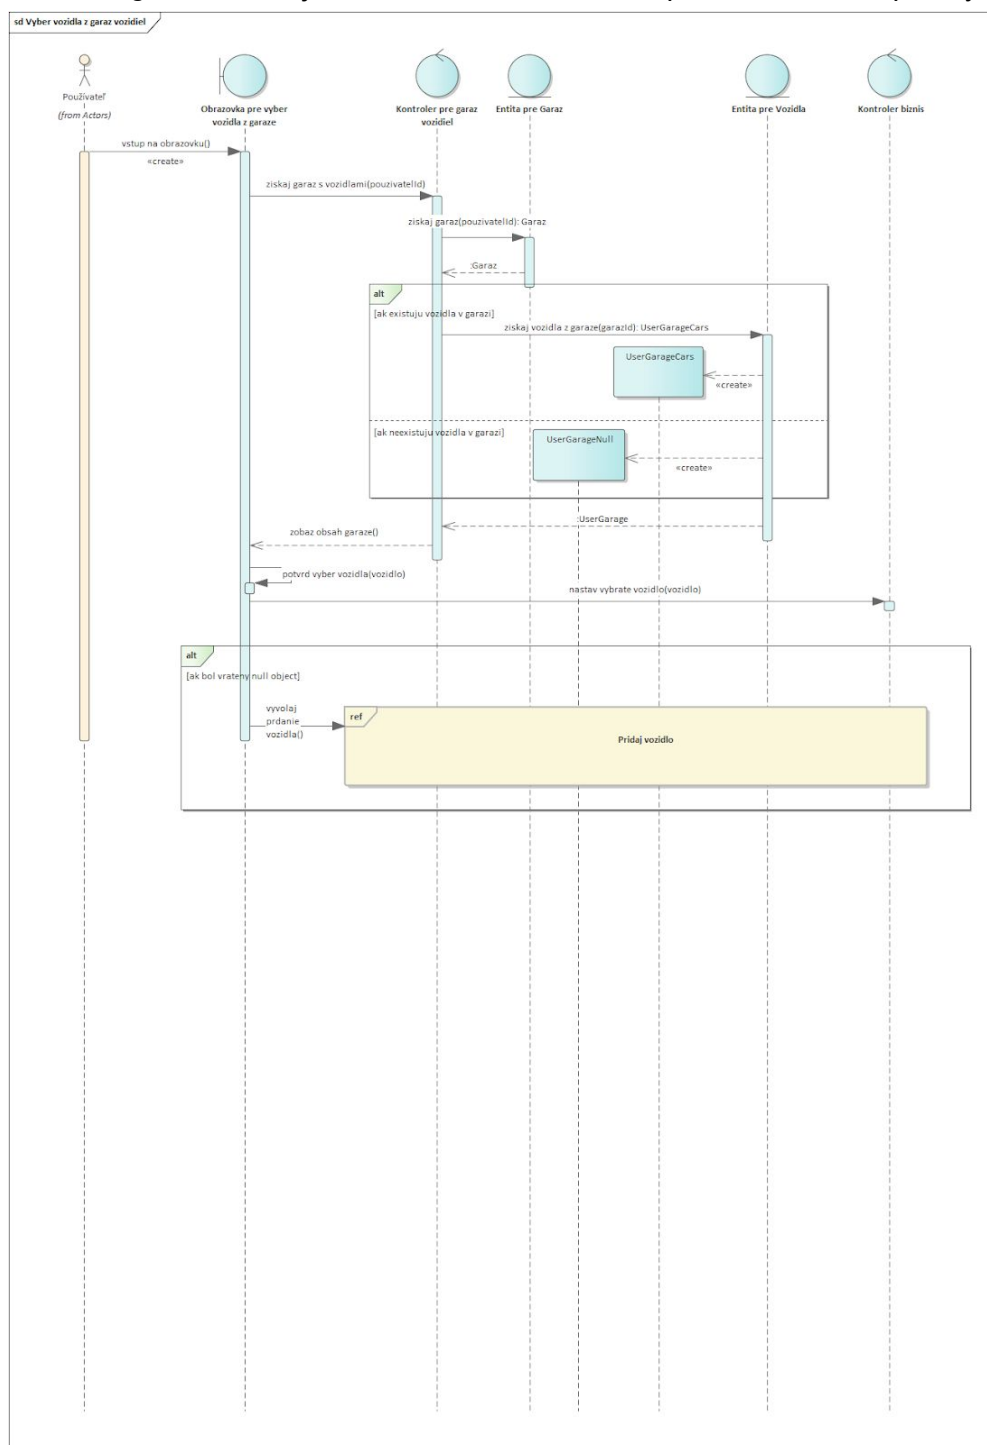 sd Vyber vozidla z garaz vozidiel
Používateľ
(from Actors)
Obrazovka pre vyber
vozidla z garaze
Kontroler pre garaz
vozidiel
Entita pre Garaz
Entita pre Vozidla
Kontroler biznis
vstup na obrazovku()
«create»
ziskaj garaz s vozidlami(pouzivatelId)
ziskaj garaz(pouzivatelId): Garaz
:Garaz
alt
[ak existuju vozidla v garazi]
ziskaj vozidla z garaze(garazId): UserGarageCars
UserGarageCars
«create»
[ak neexistuju vozidla v garazi]
UserGarageNull
«create»
:UserGarage
zobaz obsah garaze()
potvrd vyber vozidla(vozidlo)
nastav vybrate vozidlo(vozidlo)
alt
[ak bol vrateny null object]
vyvolaj
prdanie
vozidla()
ref
Pridaj vozidlo